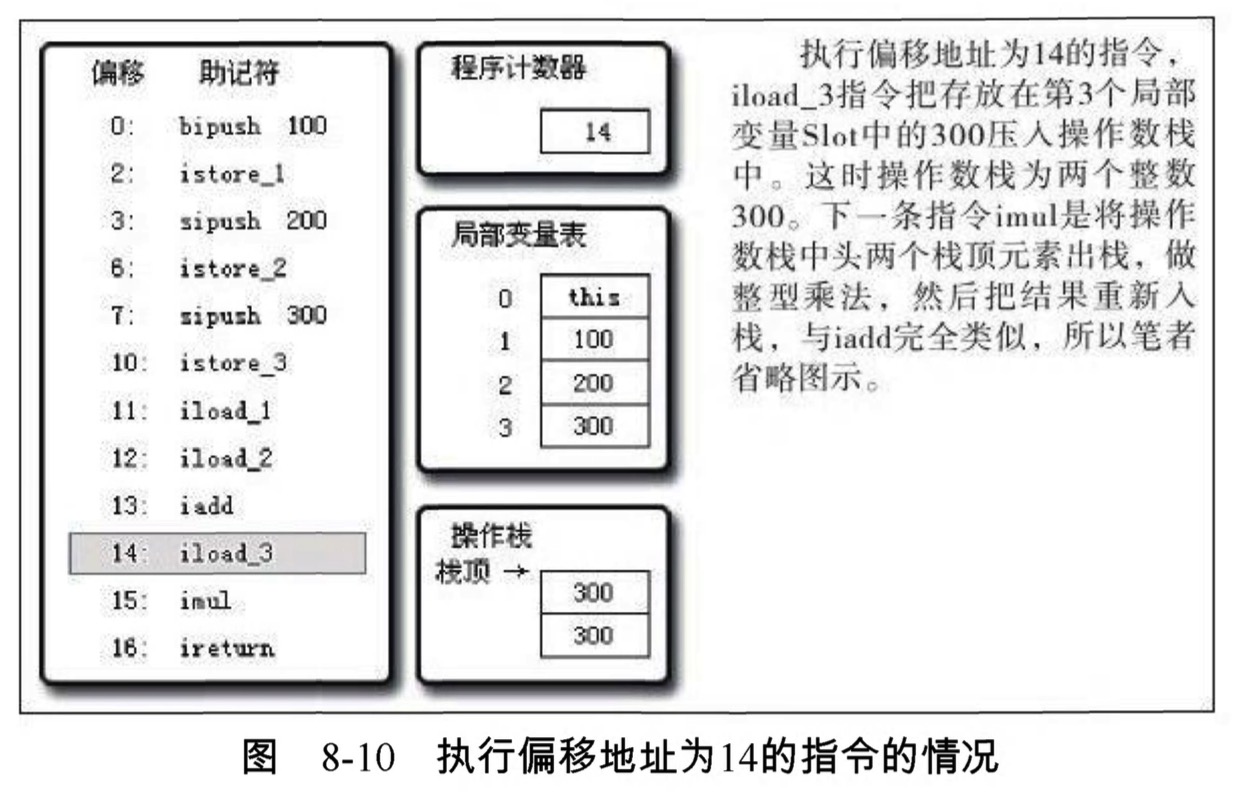 偏移 助记符
0: bipush 100
2: istore_1
3: sipush 200
6: istore_2
7: sipush 300
10: istore_3
11: iload_1
12: iload_2
13: iadd
14: iload_3
15: imul
16: ireturn
程序计数器
14
局部变量表
0 this
1 100
2 200
3 300
操作栈
栈顶 →
300
300
执行偏移地址为14的指令，
iload_3指令把存放在第3个局部
变量Slot中的300压入操作数栈
中。这时操作数栈为两个整数
300。下一条指令imul是将操作
数栈中头两个栈顶元素出栈，做
整型乘法，然后把结果重新入
栈，与iadd完全类似，所以笔者
省略图示。
图 8-10 执行偏移地址为14的指令的情况